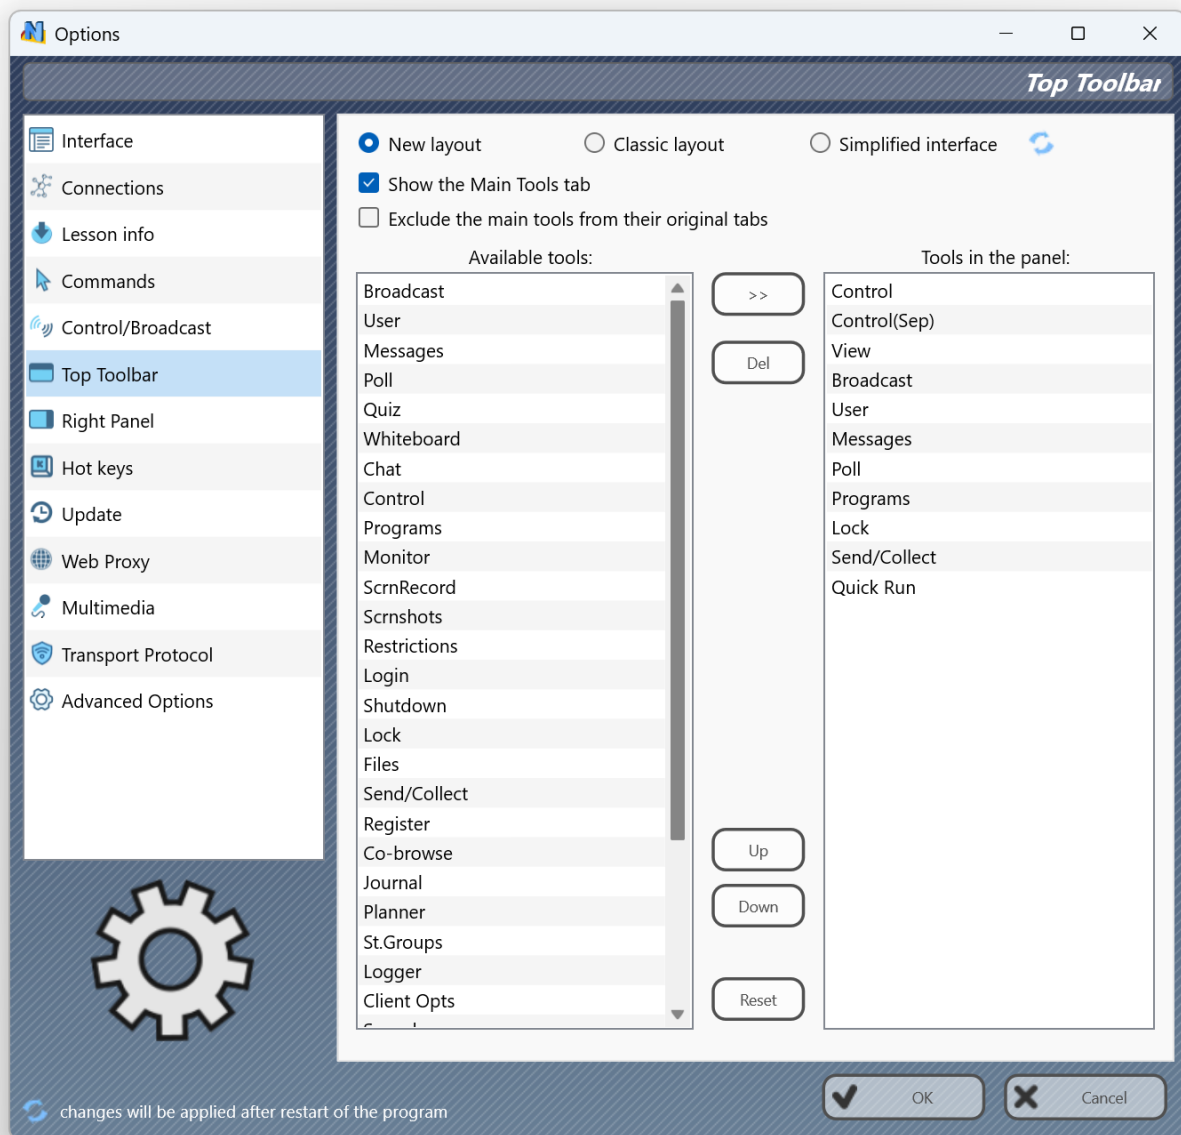 Options
Top Toolbar
Interface
Connections
Lesson info
Commands
Control/Broadcast
Top Toolbar
Right Panel
Hot keys
Update
Web Proxy
Multimedia
Transport Protocol
Advanced Options
New layout Classic layout Simplified interface
Show the Main Tools tab
Exclude the main tools from their original tabs
Available tools:
Broadcast
User
Messages
Poll
Quiz
Whiteboard
Chat
Control
Programs
Monitor
ScrnRecord
Scrnshots
Restrictions
Login
Shutdown
Lock
Files
Send/Collect
Register
Co-browse
Journal
Planner
St.Groups
Logger
Client Opts
>>
Del
Up
Down
Reset
Tools in the panel:
Control
Control(Sep)
View
Broadcast
User
Messages
Poll
Programs
Lock
Send/Collect
Quick Run
changes will be applied after restart of the program
OK
Cancel